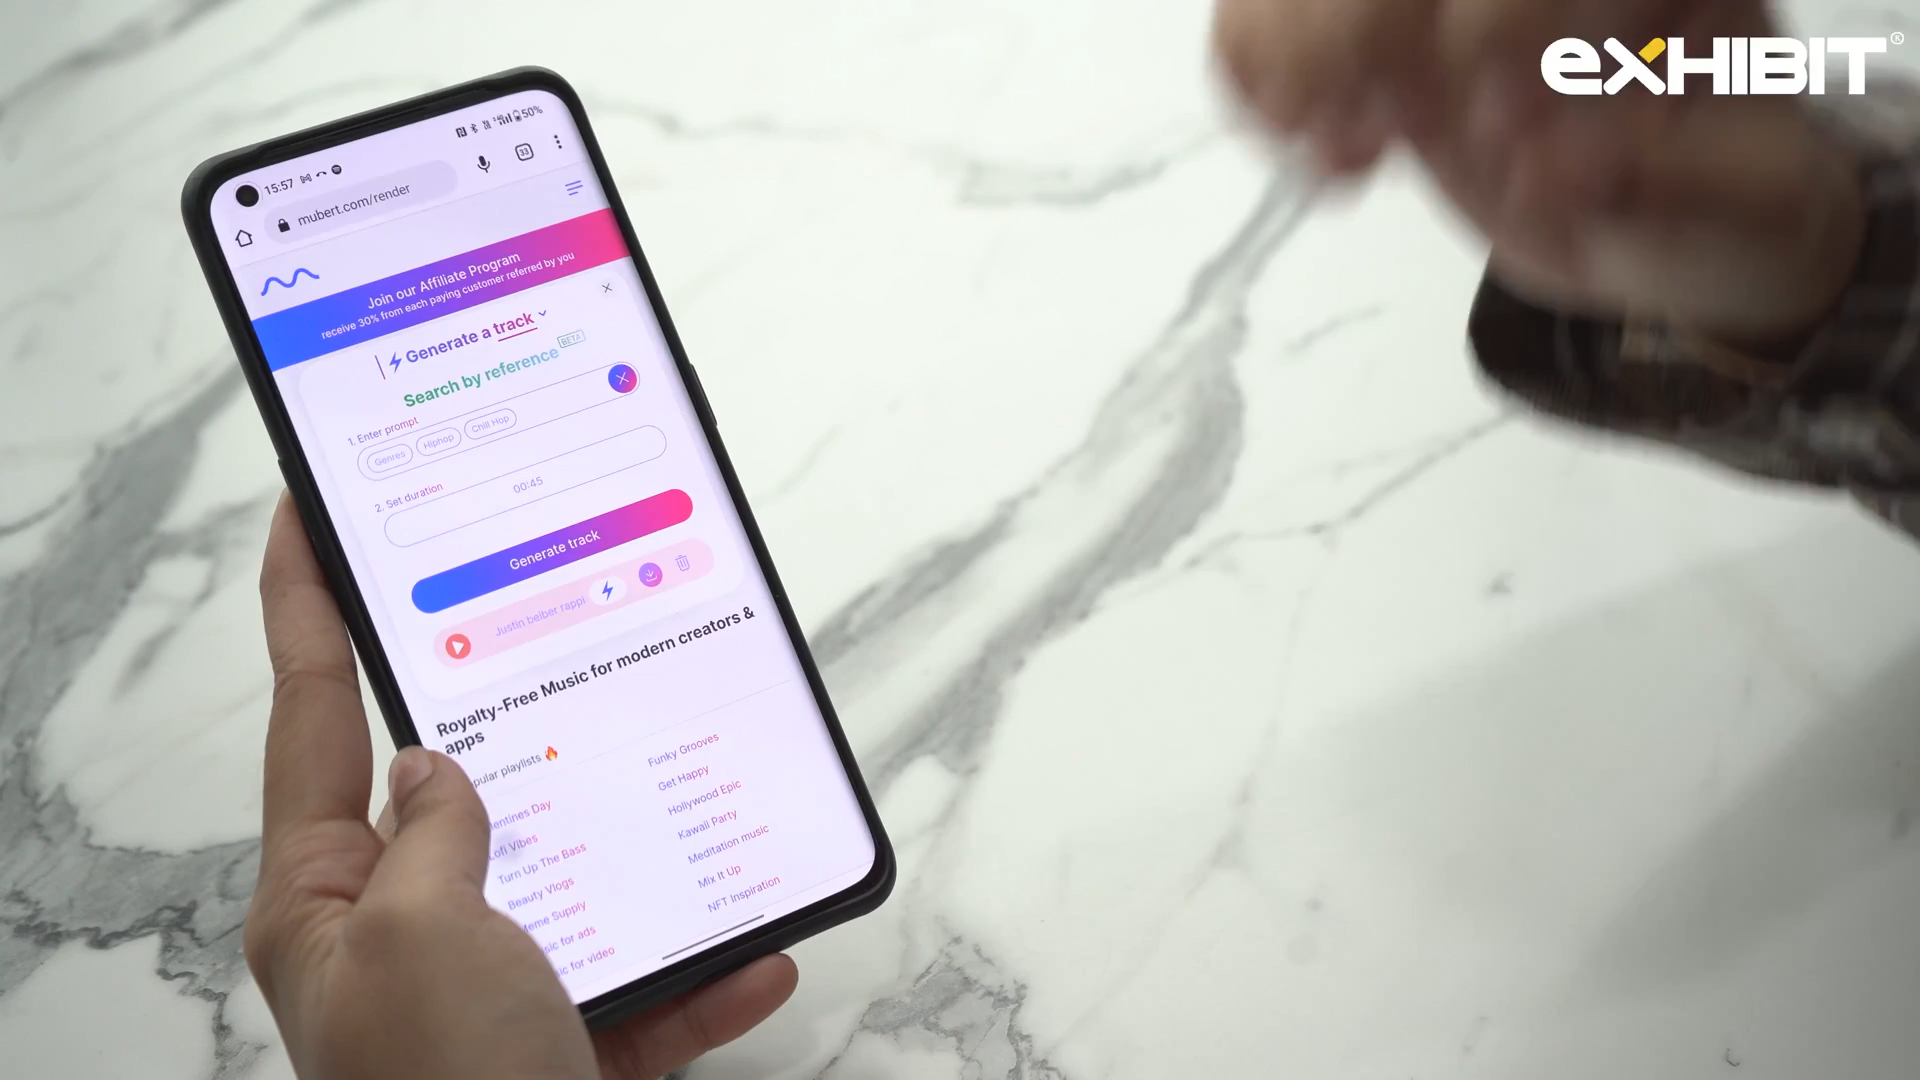 eXHIBIT®
15:57
50%
mubert.com/render
33
Join our Affiliate Program
receive 30% from each paying customer referred by you
Generate a track
Search by reference BETA
1. Enter prompt
Genres Hiphop Chill Hop
2. Set duration
00:45
Generate track
Justin beiber rappi
Royalty-Free Music for modern creators &
apps
pular playlists 🔥
entines Day
Lofi Vibes
Turn Up The Bass
Beauty Vlogs
Meme Supply
sic for ads
ic for video
Funky Grooves
Get Happy
Hollywood Epic
Kawaii Party
Meditation music
Mix It Up
NFT Inspiration